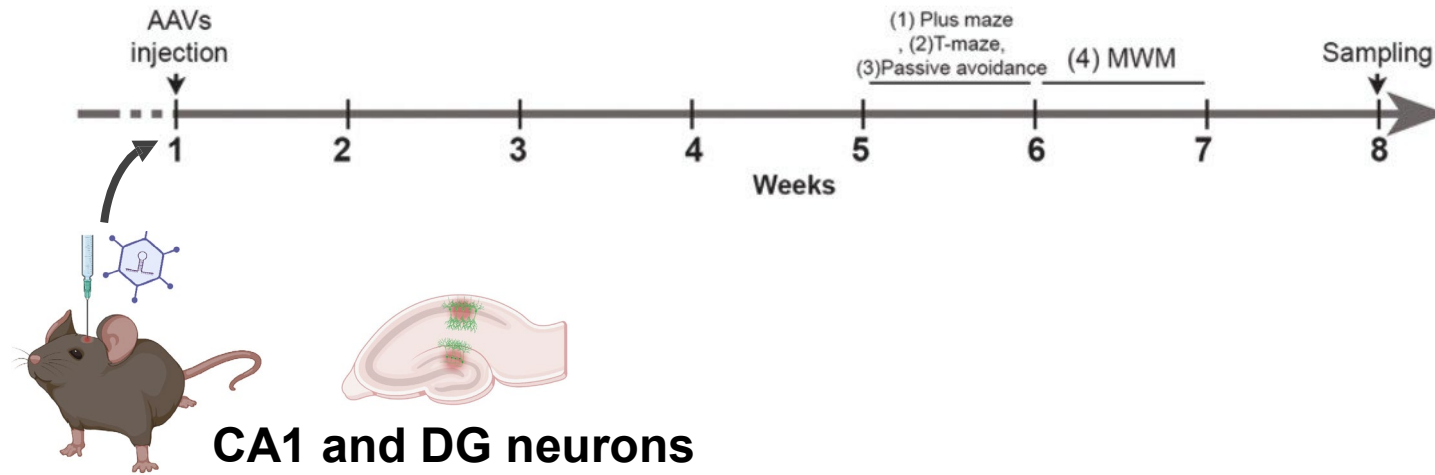 AAVs
injection
(1) Plus maze
, (2)T-maze,
(3)Passive avoidance
(4) MWM
Sampling
1 2 3 4 5 6 7 8
Weeks
CA1 and DG neurons